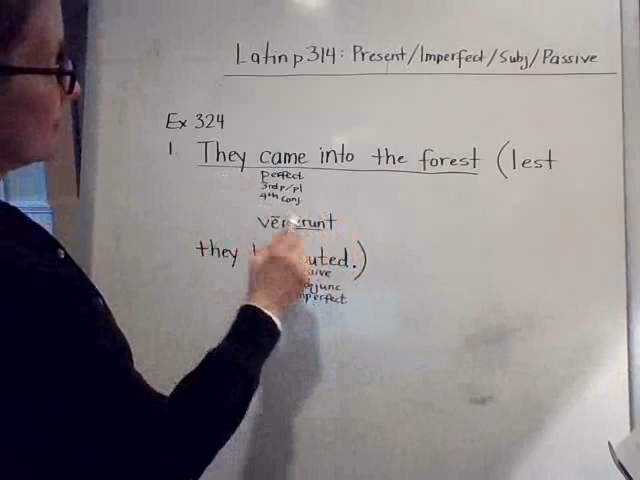 Latin p314: Present/Imperfect/Subj/Passive
Ex 324
1. They came into the forest (lest
perfect
3rd p/pl
4th conj
they